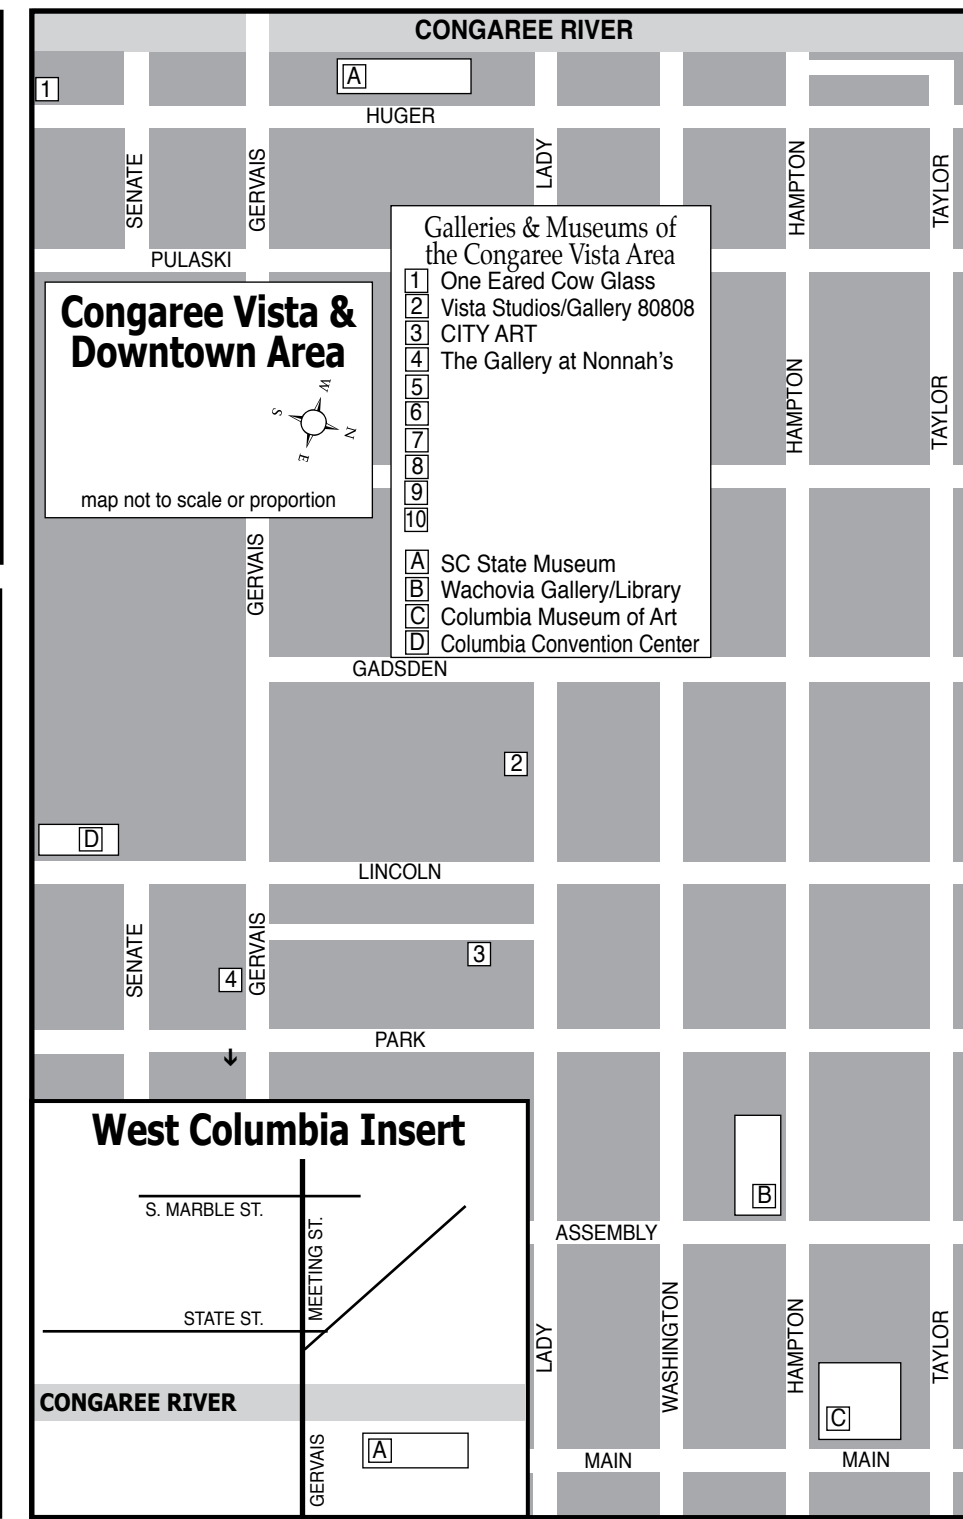 CONGAREE RIVER
1
A
HUGER
SENATE
GERVAIS
LADY
HAMPTON
TAYLOR
PULASKI
Galleries & Museums of
the Congaree Vista Area
1 One Eared Cow Glass
2 Vista Studios/Gallery 80808
3 CITY ART
4 The Gallery at Nonnah's
5
6
7
8
9
10
A SC State Museum
B Wachovia Gallery/Library
C Columbia Museum of Art
D Columbia Convention Center
Congaree Vista &
Downtown Area
W
S
N
E
map not to scale or proportion
HAMPTON
TAYLOR
GERVAIS
GADSDEN
2
D
LINCOLN
SENATE
4
GERVAIS
3
PARK
West Columbia Insert
S. MARBLE ST.
MEETING ST.
STATE ST.
CONGAREE RIVER
GERVAIS
A
B
ASSEMBLY
LADY
WASHINGTON
HAMPTON
TAYLOR
C
MAIN
MAIN